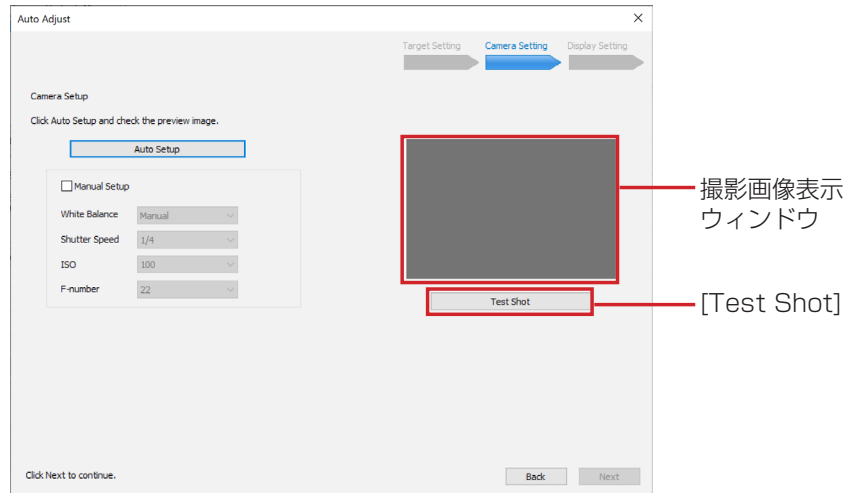 Auto Adjust
Target Setting
Camera Setting
Display Setting
Camera Setup
Click Auto Setup and check the preview image.
Auto Setup
Manual Setup
White Balance
Manual
Shutter Speed
1/4
ISO
100
F-number
22
撮影画像表示
ウィンドウ
Test Shot
[Test Shot]
Click Next to continue.
Back
Next